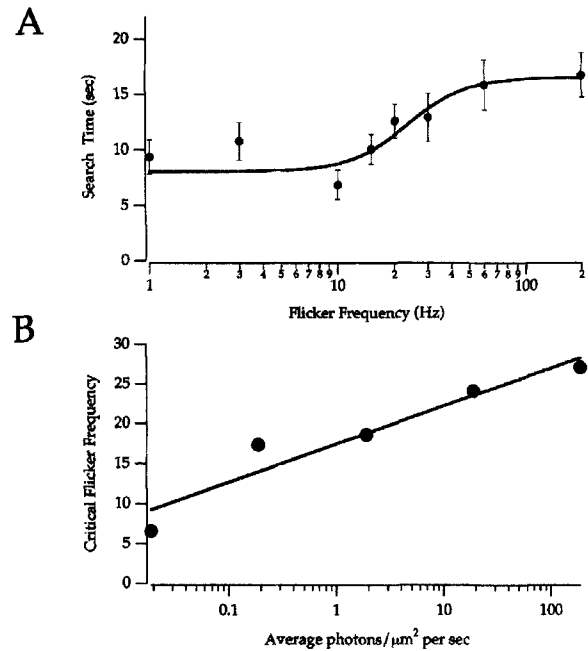 A
20
15
10
5
0
Search Time (sec)
1 2 3 4 5 6 7 8 9 10 2 3 4 5 6 7 8 9 100 2
Flicker Frequency (Hz)
B
30
25
20
15
10
5
0
Critical Flicker Frequency
0.1 1 10 100
Average photons/μm² per sec